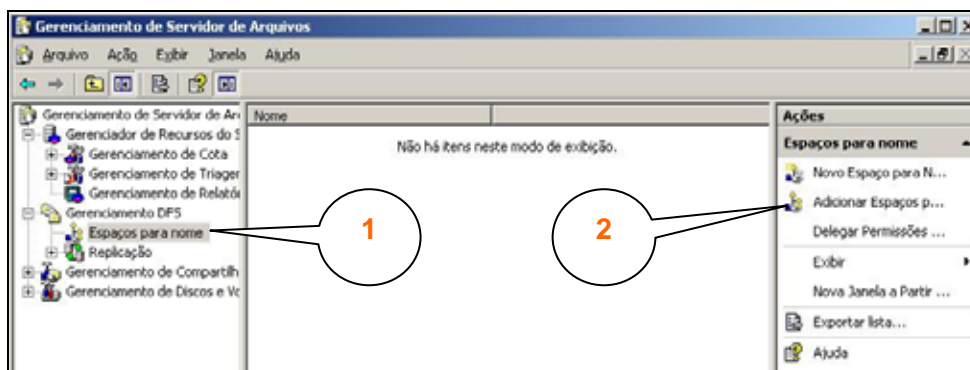 Gerenciamento de Servidor de Arquivos
Arquivo Ação Exibir Janela Ajuda
Gerenciamento de Servidor de Ar
Gerenciador de Recursos do S
Gerenciamento de Cota
Gerenciamento de Triager
Gerenciamento de Relató
Gerenciamento DFS
Espaços para nome
Replicação
Gerenciamento de Compartilh
Gerenciamento de Discos e Vo
Nome
Não há itens neste modo de exibição.
1
2
Ações
Espaços para nome
Novo Espaço para N...
Adicionar Espaços p...
Delegar Permissões ...
Exibir
Nova Janela a Partir ...
Exportar lista...
Ajuda